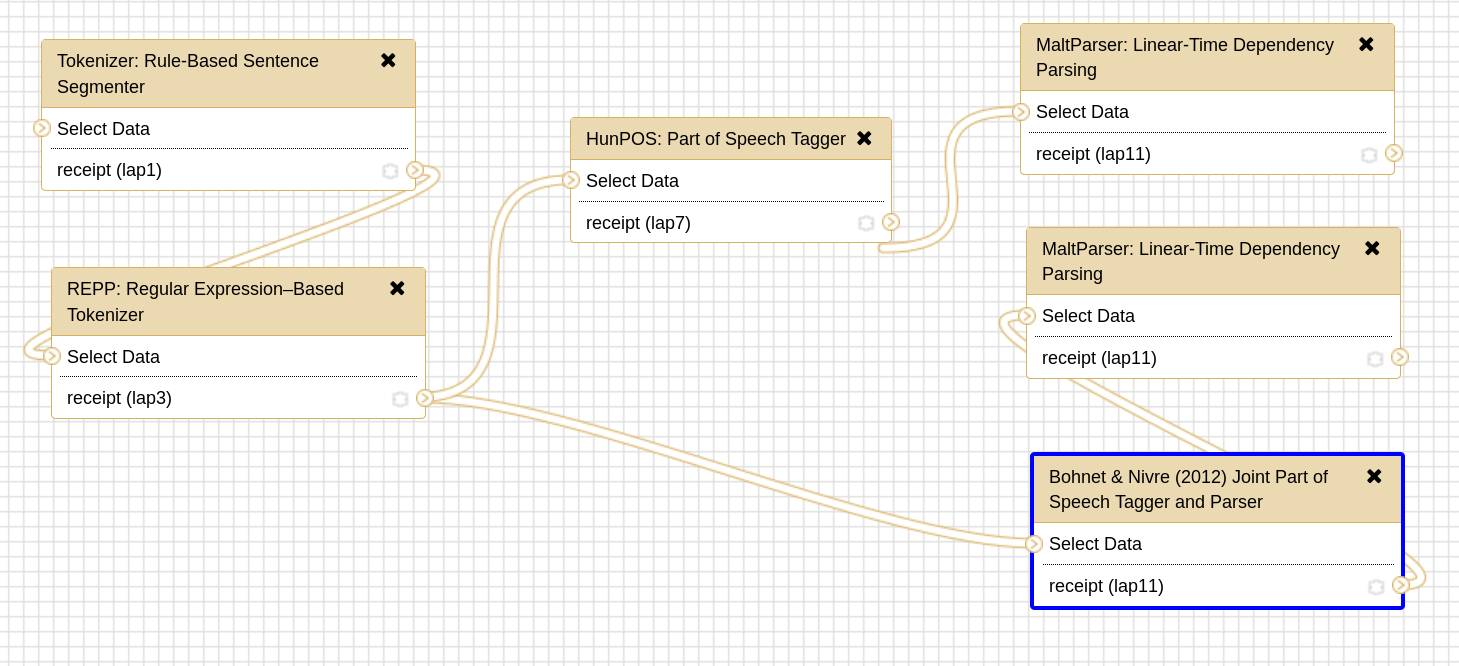 Tokenizer: Rule-Based Sentence
Segmenter
Select Data
receipt (lap1)
REPP: Regular Expression–Based
Tokenizer
Select Data
receipt (lap3)
HunPOS: Part of Speech Tagger
Select Data
receipt (lap7)
MaltParser: Linear-Time Dependency
Parsing
Select Data
receipt (lap11)
MaltParser: Linear-Time Dependency
Parsing
Select Data
receipt (lap11)
Bohnet & Nivre (2012) Joint Part of
Speech Tagger and Parser
Select Data
receipt (lap11)